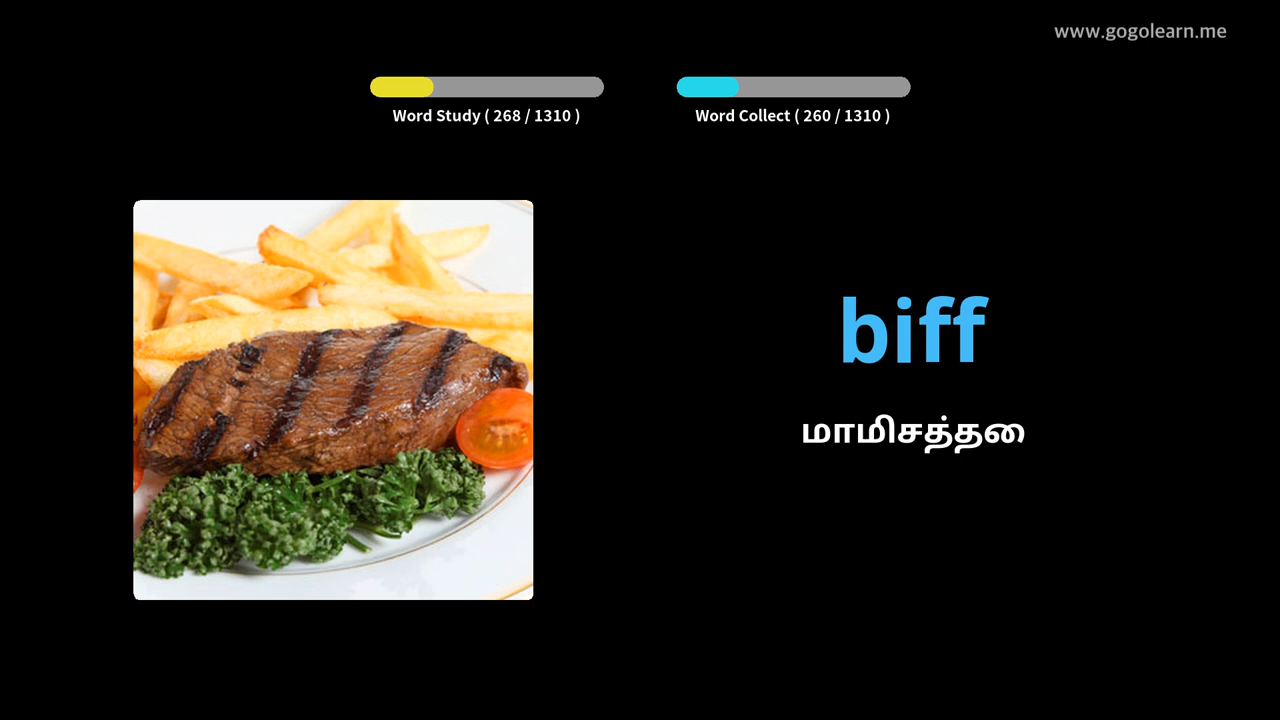 www.gogolearn.me
Word Study ( 268 / 1310 )
Word Collect ( 260 / 1310 )
biff
மாமிசத்தை